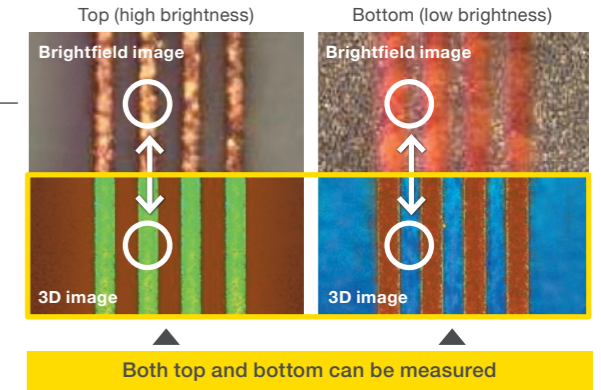 Top (high brightness)
Bottom (low brightness)
Brightfield image
Brightfield image
3D image
3D image
Both top and bottom can be measured